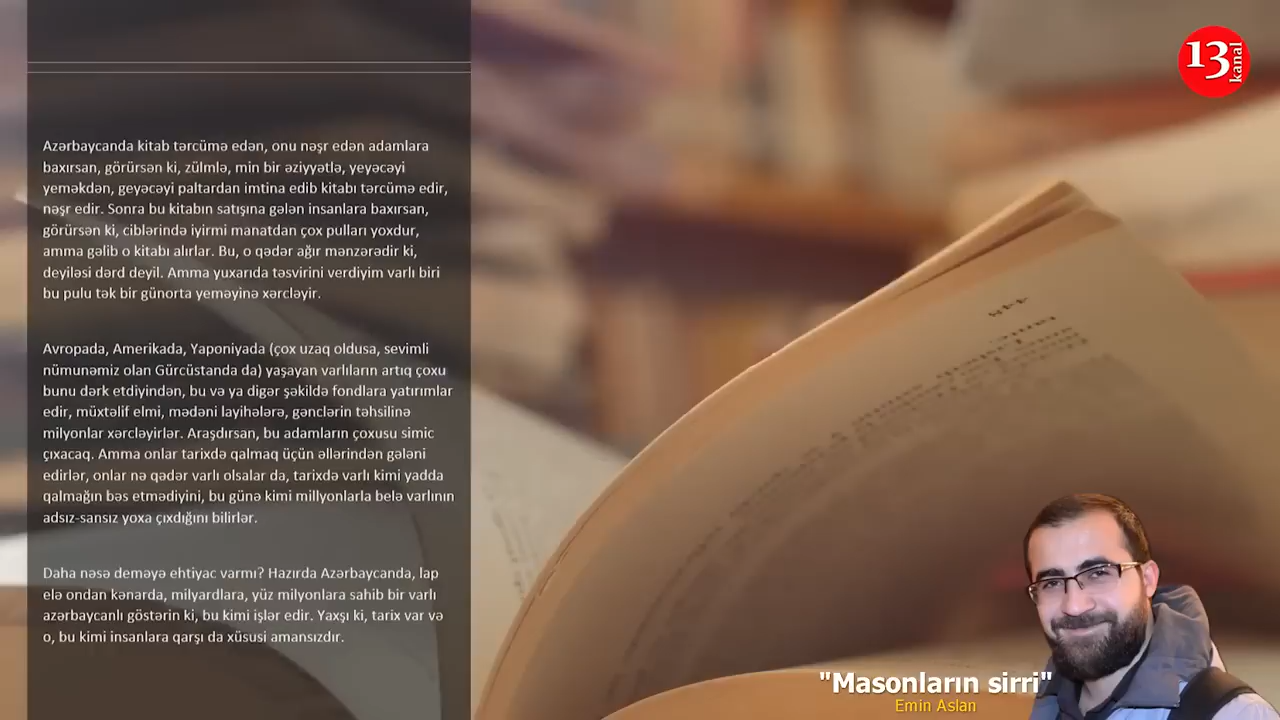 Azərbaycanda kitab tərcümə edən, onu nəşr edən adamlara
baxırsan, görürsən ki, zülmlə, min bir əziyyətlə, yeyəcəyi
yeməkdən, geyəcəyi paltardan imtina edib kitabı tərcümə edir,
nəşr edir. Sonra bu kitabın satışına gələn insanlara baxırsan,
görürsən ki, ciblərində iyirmi manatdan çox pulları yoxdur,
amma gəlib o kitabı alırlar. Bu, o qədər ağır mənzərədir ki,
deyiləsi dərd deyil. Amma yuxarıda təsvirini verdiyim varlı biri
bu pulu tək bir günorta yeməyinə xərcləyir.
Avropada, Amerikada, Yaponiyada (çox uzaq oldusa, sevimli
nümunəmiz olan Gürcüstanda da) yaşayan varlıların artıq çoxu
bunu dərk etdiyindən, bu və ya digər şəkildə fondlara yatırımlar
edir, müxtəlif elmi, mədəni layihələrə, gənclərin təhsilinə
milyonlar xərcləyirlər. Araşdırsan, bu adamların çoxusu simic
çıxacaq. Amma onlar tarixdə qalmaq üçün əllərindən gələni
edirlər, onlar nə qədər varlı olsalar da, tarixdə varlı kimi yadda
qalmağın bəs etmədiyini, bu günə kimi millyonlarla belə varlının
adsız-sansız yoxa çıxdığını bilirlər.
Daha nəsə deməyə ehtiyac varmı? Hazırda Azərbaycanda, lap
elə ondan kənarda, milyardlara, yüz milyonlara sahib bir varlı
azərbaycanlı göstərin ki, bu kimi işlər edir. Yaxşı ki, tarix var və
o, bu kimi insanlara qarşı da xüsusi amansızdır.
13 kanal
448
"Masonların sirri"
Emin Aslan